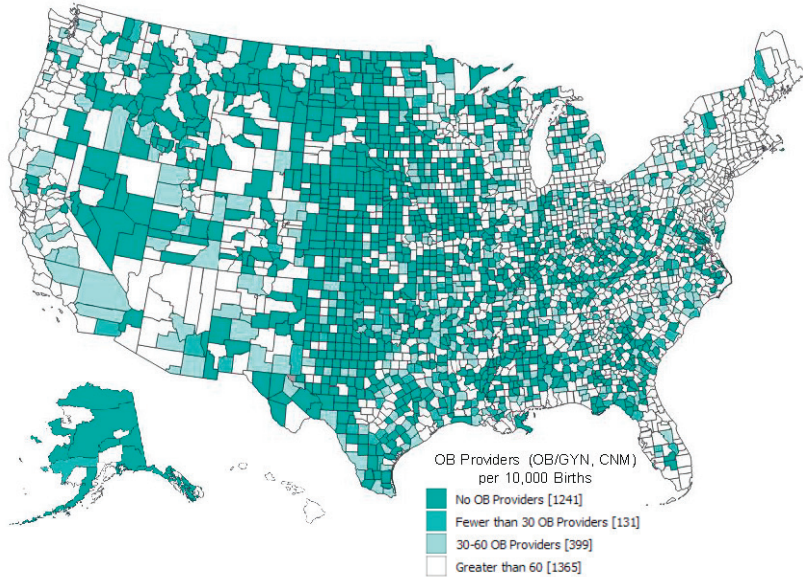 OB Providers (OB/GYN, CNM)
per 10,000 Births
No OB Providers [1241]
Fewer than 30 OB Providers [131]
30-60 OB Providers [399]
Greater than 60 [1365]